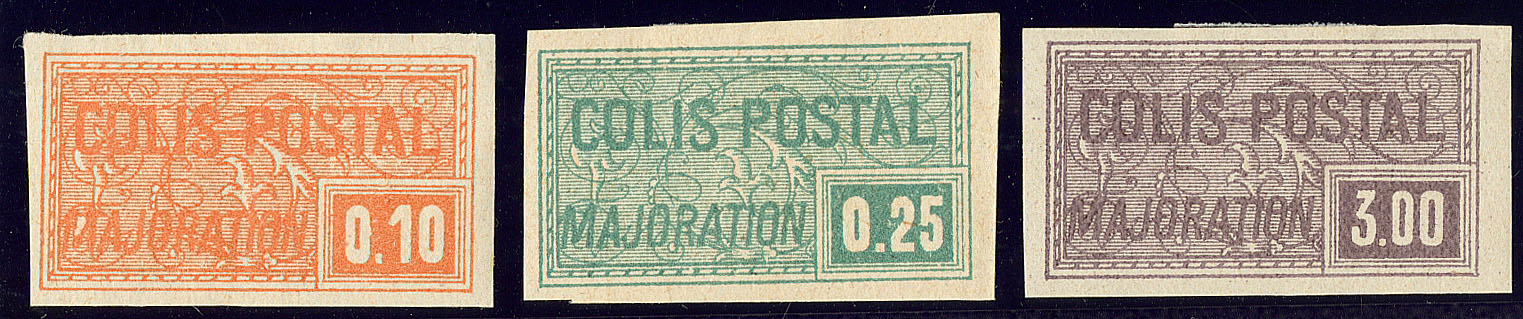 COLIS POSTAL
MAJORATION 0.10
COLIS POSTAL
MAJORATION 0.25
COLIS POSTAL
MAJORATION 3.00